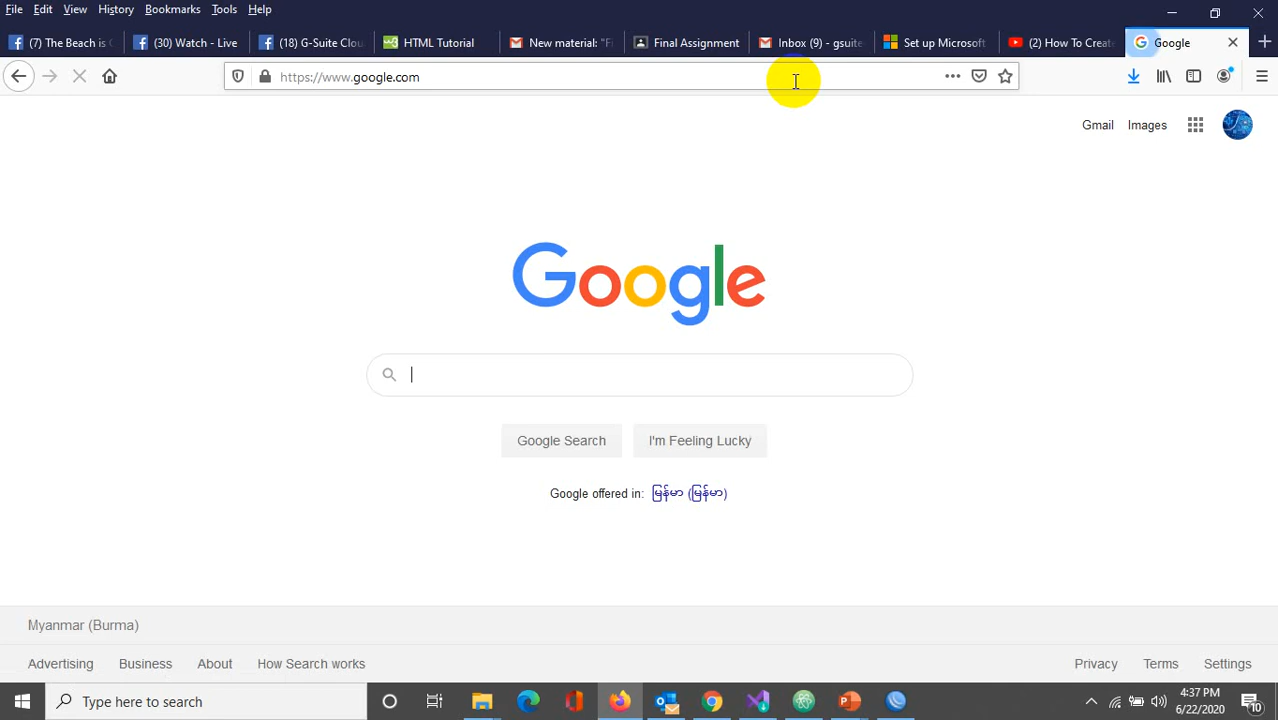 File Edit View History Bookmarks Tools Help
(7) The Beach is (30) Watch - Live (18) G-Suite Clou HTML Tutorial New material: "Fi Final Assignment Inbox (9) - gsuite Set up Microsoft (2) How To Create Google
https://www.google.com
Gmail Images
Google
Google Search I'm Feeling Lucky
Google offered in: မြန်မာ (မြန်မာ)
Myanmar (Burma)
Advertising Business About How Search works Privacy Terms Settings
Type here to search
4:37 PM
6/22/2020
10